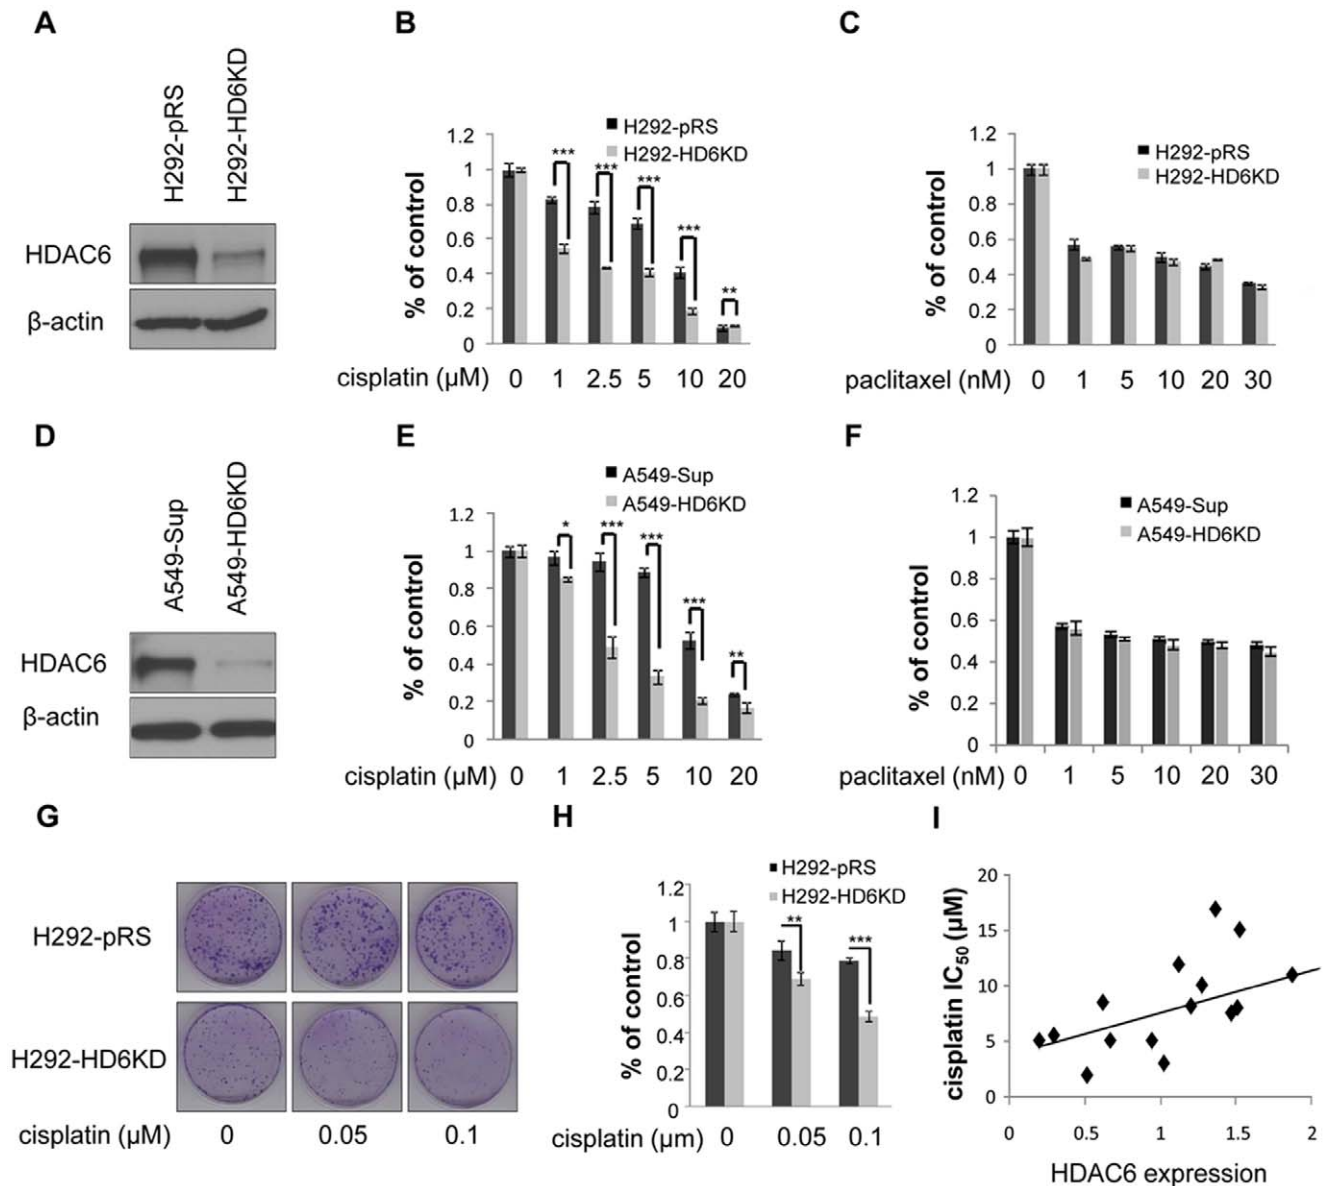 A
H292-pRS
H292-HD6KD
HDAC6
β-actin
B
H292-pRS
H292-HD6KD
% of control
1.2
1
0.8
0.6
0.4
0.2
0
***
***
***
***
**
cisplatin (μM) 0 1 2.5 5 10 20
C
H292-pRS
H292-HD6KD
% of control
1.2
1
0.8
0.6
0.4
0.2
0
paclitaxel (nM) 0 1 5 10 20 30
D
A549-Sup
A549-HD6KD
HDAC6
β-actin
E
A549-Sup
A549-HD6KD
% of control
1.2
1
0.8
0.6
0.4
0.2
0
*
***
***
***
**
cisplatin (μM) 0 1 2.5 5 10 20
F
A549-Sup
A549-HD6KD
% of control
1.2
1
0.8
0.6
0.4
0.2
0
paclitaxel (nM) 0 1 5 10 20 30
G
H292-pRS
H292-HD6KD
cisplatin (μM) 0 0.05 0.1
H
H292-pRS
H292-HD6KD
% of control
1.2
1
0.8
0.6
0.4
0.2
0
**
***
cisplatin (μm) 0 0.05 0.1
I
cisplatin IC50 (μM)
20
15
10
5
0
0 0.5 1 1.5 2
HDAC6 expression